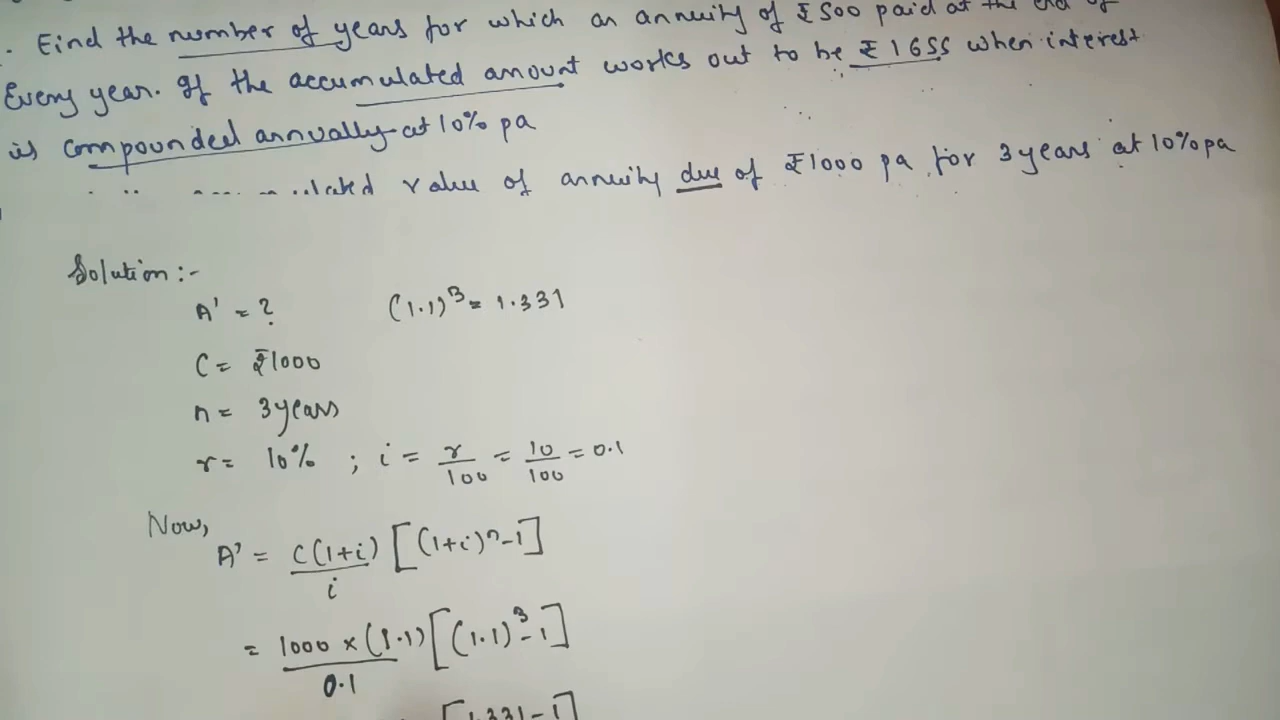 . Find the number of years for which an annuity of ₹500 paid at the end of
Every year. If the accumulated amount works out to be ₹1655 when interest
is compounded annually at 10% pa
value of annuity due of ₹1000 pa for 3 years at 10% pa
Solution:-
A' = ? (1.1)³ = 1.331
C = ₹1000
n = 3 years
r = 10% ; i = r/100 = 10/100 = 0.1
Now,
A' = C(1+i)/i [(1+i)ⁿ-1]
= 1000 × (1.1)/0.1 [(1.1)³-1]
[1.331-1]